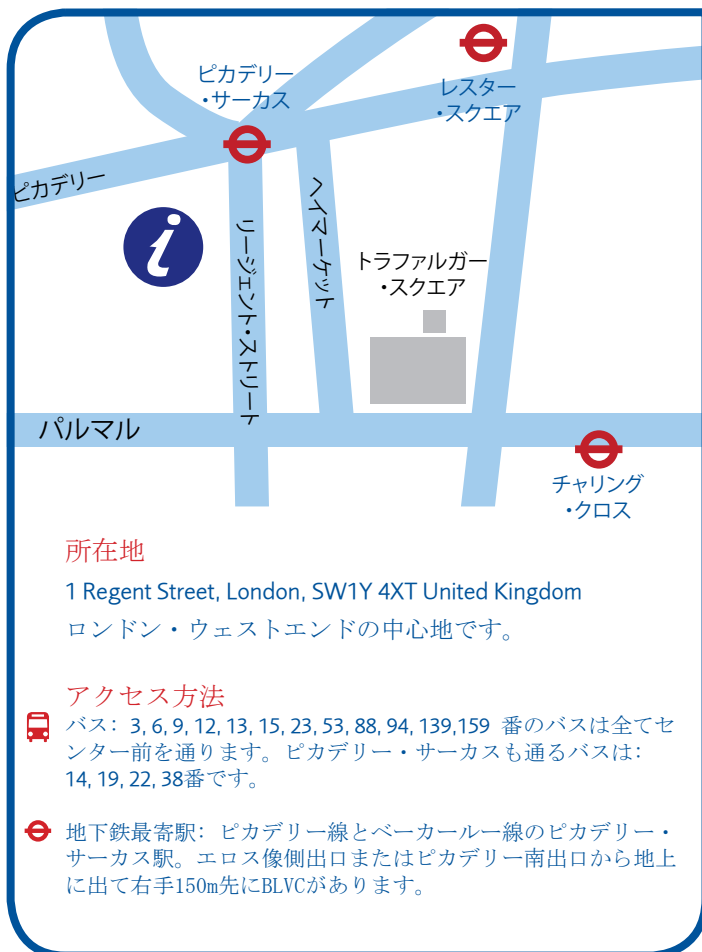 ピカデリー
・サーカス
レスター
・スクエア
ピカデリー
i
リージェント・ストリート
ヘイマーケット
トラファルガー
・スクエア
パルマル
チャリング
・クロス
所在地
1 Regent Street, London, SW1Y 4XT United Kingdom
ロンドン・ウェストエンドの中心地です。
アクセス方法
バス: 3, 6, 9, 12, 13, 15, 23, 53, 88, 94, 139,159 番のバスは全てセ
ンター前を通ります。ピカデリー・サーカスも通るバスは:
14, 19, 22, 38番です。
地下鉄最寄駅: ピカデリー線とベーカールー線のピカデリー・
サーカス駅。エロス像側出口またはピカデリー南出口から地上
に出て右手150m先にBLVCがあります。